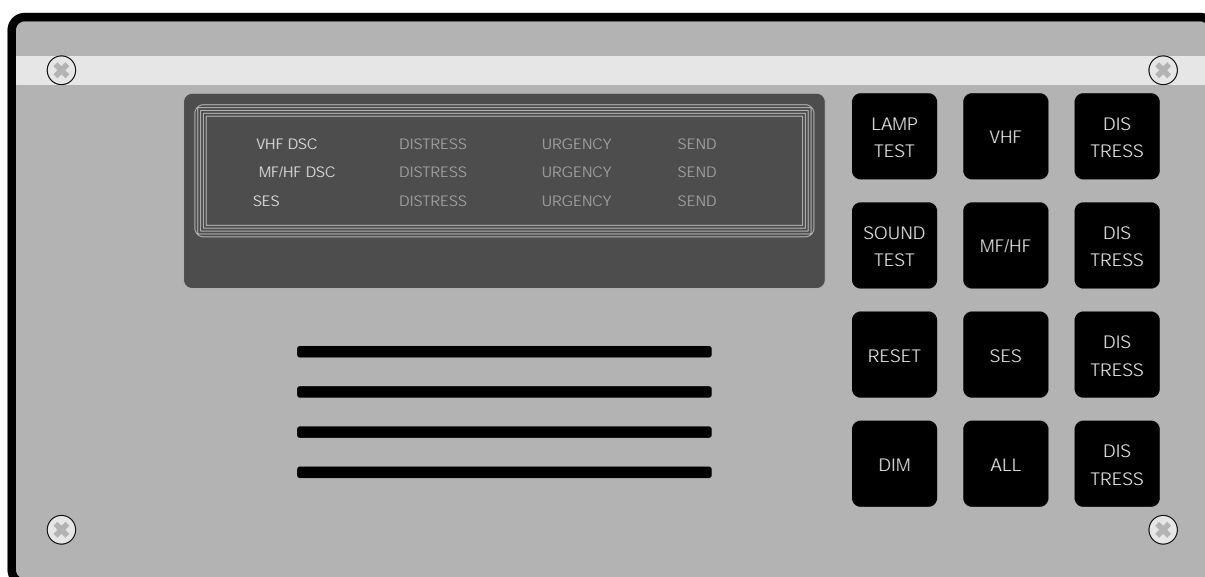 VHF DSC DISTRESS URGENCY SEND
MF/HF DSC DISTRESS URGENCY SEND
SES DISTRESS URGENCY SEND
LAMP
TEST
VHF
DIS
TRESS
SOUND
TEST
MF/HF
DIS
TRESS
RESET
SES
DIS
TRESS
DIM
ALL
DIS
TRESS